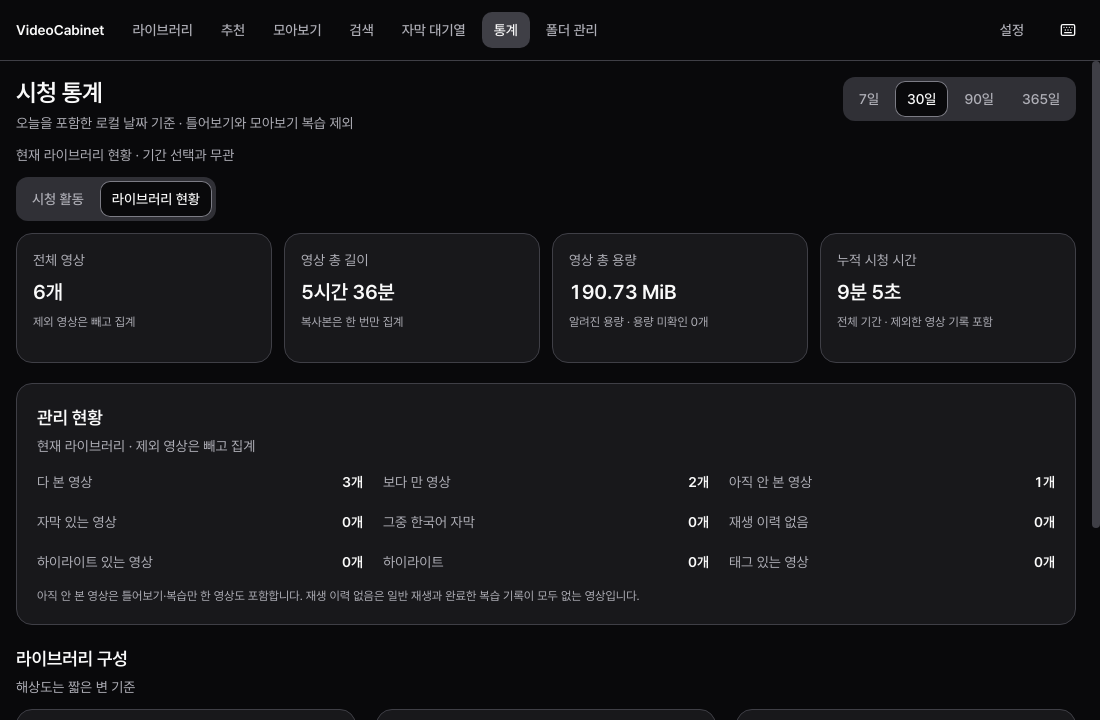 VideoCabinet 라이브러리 추천 모아보기 검색 자막 대기열 통계 폴더 관리 설정
시청 통계
7일 30일 90일 365일
오늘을 포함한 로컬 날짜 기준 · 틀어보기와 모아보기 복습 제외
현재 라이브러리 현황 · 기간 선택과 무관
시청 활동 라이브러리 현황
전체 영상 영상 총 길이 영상 총 용량 누적 시청 시간
6개 5시간 36분 190.73 MiB 9분 5초
제외 영상은 빼고 집계 복사본은 한 번만 집계 알려진 용량 · 용량 미확인 0개 전체 기간 · 제외한 영상 기록 포함
관리 현황
현재 라이브러리 · 제외 영상은 빼고 집계
다 본 영상 3개 보다 만 영상 2개 아직 안 본 영상 1개
자막 있는 영상 0개 그중 한국어 자막 0개 재생 이력 없음 0개
하이라이트 있는 영상 0개 하이라이트 0개 태그 있는 영상 0개
아직 안 본 영상은 틀어보기·복습만 한 영상도 포함합니다. 재생 이력 없음은 일반 재생과 완료한 복습 기록이 모두 없는 영상입니다.
라이브러리 구성
해상도는 짧은 변 기준